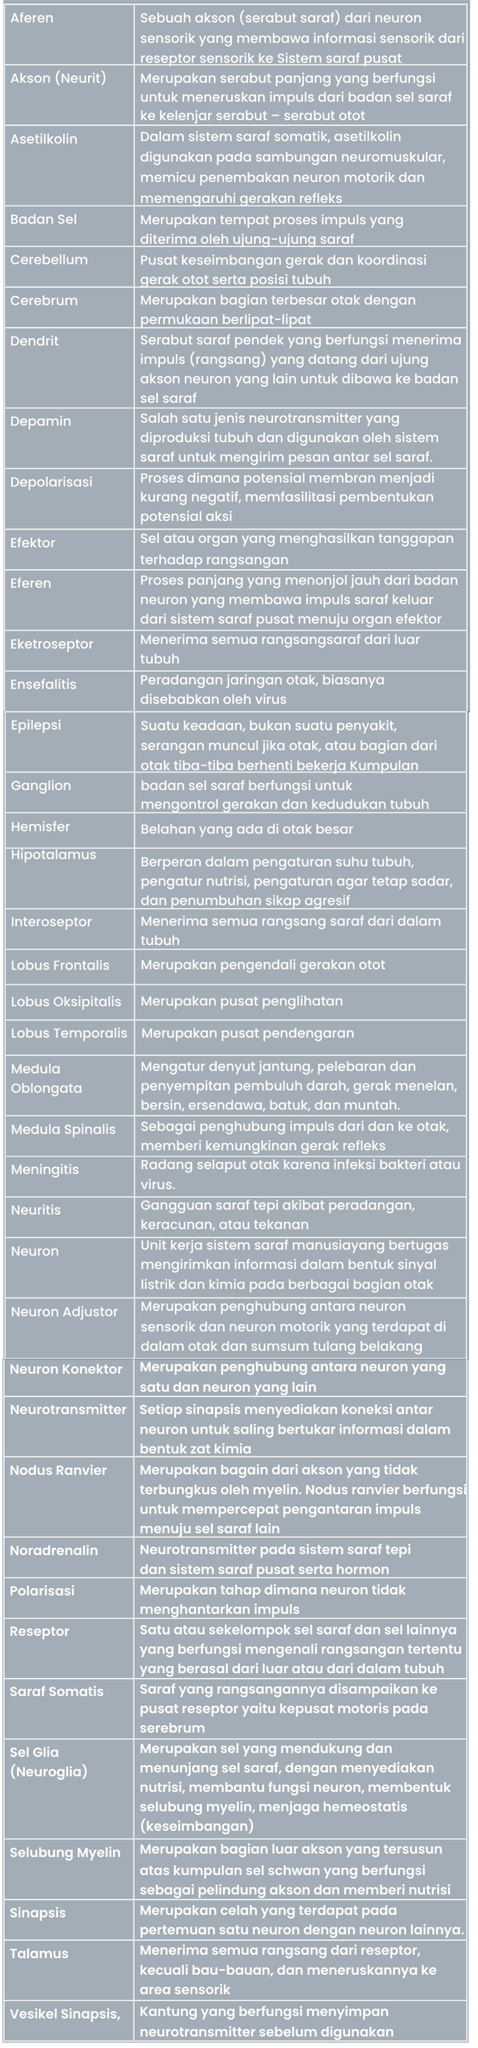 Aferen
Sebuah akson (serabut saraf) dari neuron
sensorik yang membawa informasi sensorik dari
reseptor sensorik ke Sistem saraf pusat
Akson (Neurit)
Merupakan serabut panjang yang berfungsi
untuk meneruskan impuls dari badan sel saraf
ke kelenjar serabut – serabut otot
Asetilkolin
Dalam sistem saraf somatik, asetilkolin
digunakan pada sambungan neuromuskular,
memicu penembakan neuron motorik dan
memengaruhi gerakan refleks
Badan Sel
Merupakan tempat proses impuls yang
diterima oleh ujung-ujung saraf
Cerebellum
Pusat keseimbangan gerak dan koordinasi
gerak otot serta posisi tubuh
Cerebrum
Merupakan bagian terbesar otak dengan
permukaan berlipat-lipat
Dendrit
Serabut saraf pendek yang berfungsi menerima
impuls (rangsang) yang datang dari ujung
akson neuron yang lain untuk dibawa ke badan
sel saraf
Depamin
Salah satu jenis neurotransmitter yang
diproduksi tubuh dan digunakan oleh sistem
saraf untuk mengirim pesan antar sel saraf.
Depolarisasi
Proses dimana potensial membran menjadi
kurang negatif, memfasilitasi pembentukan
potensial aksi
Efektor
Sel atau organ yang menghasilkan tanggapan
terhadap rangsangan
Eferen
Proses panjang yang menonjol jauh dari badan
neuron yang membawa impuls saraf keluar
dari sistem saraf pusat menuju organ efektor
Eketroseptor
Menerima semua rangsangsaraf dari luar
tubuh
Ensefalitis
Peradangan jaringan otak, biasanya
disebabkan oleh virus
Epilepsi
Suatu keadaan, bukan suatu penyakit,
serangan muncul jika otak, atau bagian dari
otak tiba-tiba berhenti bekerja Kumpulan
Ganglion
badan sel saraf berfungsi untuk
mengontrol gerakan dan kedudukan tubuh
Hemisfer
Belahan yang ada di otak besar
Hipotalamus
Berperan dalam pengaturan suhu tubuh,
pengatur nutrisi, pengaturan agar tetap sadar,
dan penumbuhan sikap agresif
Interoseptor
Menerima semua rangsang saraf dari dalam
tubuh
Lobus Frontalis
Merupakan pengendali gerakan otot
Lobus Oksipitalis
Merupakan pusat penglihatan
Lobus Temporalis
Merupakan pusat pendengaran
Medula
Oblongata
Mengatur denyut jantung, pelebaran dan
penyempitan pembuluh darah, gerak menelan,
bersin, ersendawa, batuk, dan muntah.
Medula Spinalis
Sebagai penghubung impuls dari dan ke otak,
memberi kemungkinan gerak refleks
Meningitis
Radang selaput otak karena infeksi bakteri atau
virus.
Neuritis
Gangguan saraf tepi akibat peradangan,
keracunan, atau tekanan
Neuron
Unit kerja sistem saraf manusiayang bertugas
mengirimkan informasi dalam bentuk sinyal
listrik dan kimia pada berbagai bagian otak
Neuron Adjustor
Merupakan penghubung antara neuron
sensorik dan neuron motorik yang terdapat di
dalam otak dan sumsum tulang belakang
Neuron Konektor
Merupakan penghubung antara neuron yang
satu dan neuron yang lain
Neurotransmitter
Setiap sinapsis menyediakan koneksi antar
neuron untuk saling bertukar informasi dalam
bentuk zat kimia
Nodus Ranvier
Merupakan bagain dari akson yang tidak
terbungkus oleh myelin. Nodus ranvier berfungsi
untuk mempercepat pengantaran impuls
menuju sel saraf lain
Noradrenalin
Neurotransmitter pada sistem saraf tepi
dan sistem saraf pusat serta hormon
Polarisasi
Merupakan tahap dimana neuron tidak
menghantarkan impuls
Reseptor
Satu atau sekelompok sel saraf dan sel lainnya
yang berfungsi mengenali rangsangan tertentu
yang berasal dari luar atau dari dalam tubuh
Saraf Somatis
Saraf yang rangsangannya disampaikan ke
pusat reseptor yaitu kepusat motoris pada
serebrum
Sel Glia
(Neuroglia)
Merupakan sel yang mendukung dan
menunjang sel saraf, dengan menyediakan
nutrisi, membantu fungsi neuron, membentuk
selubung myelin, menjaga hemeostatis
(keseimbangan)
Selubung Myelin
Merupakan bagian luar akson yang tersusun
atas kumpulan sel schwan yang berfungsi
sebagai pelindung akson dan memberi nutrisi
Sinapsis
Merupakan celah yang terdapat pada
pertemuan satu neuron dengan neuron lainnya.
Talamus
Menerima semua rangsang dari reseptor,
kecuali bau-bauan, dan meneruskannya ke
area sensorik
Vesikel Sinapsis,
Kantung yang berfungsi menyimpan
neurotransmitter sebelum digunakan